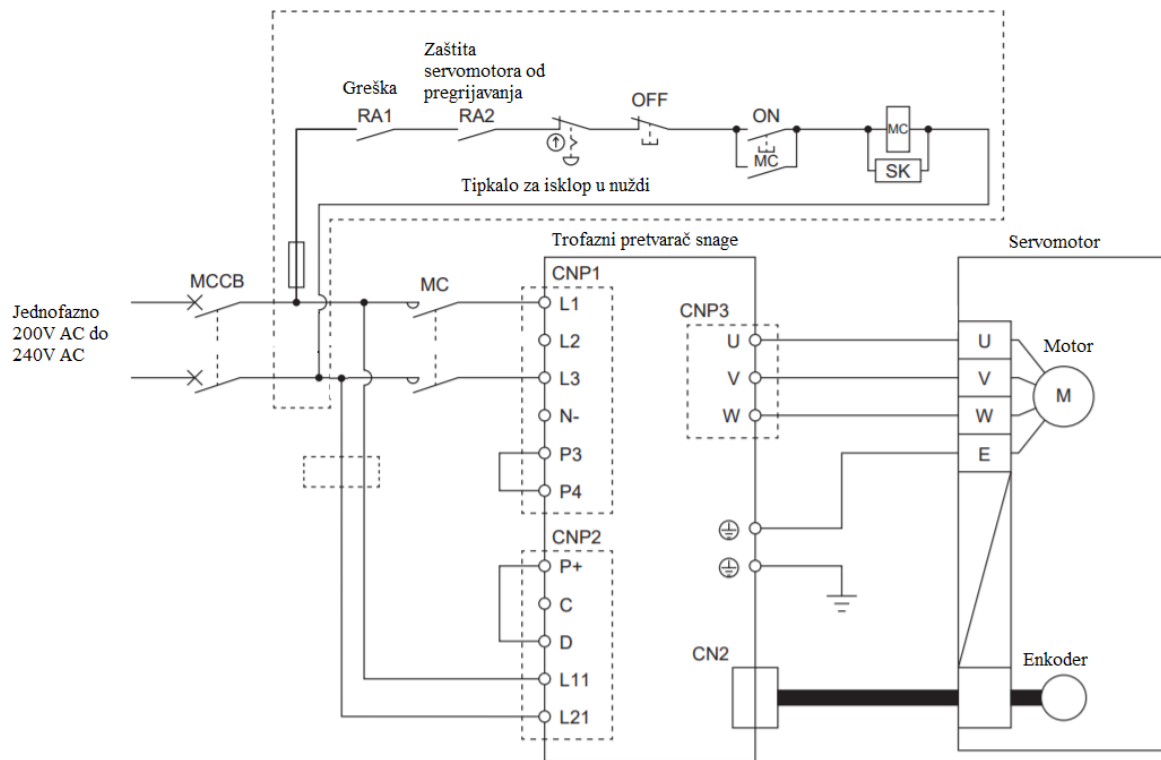 Zaštita
servomotora od
pregrijavanja
Greška
RA1
RA2
OFF
ON
MC
MC
SK
Tipkalo za isklop u nuždi
Trofazni pretvarač snage
Servomotor
MCCB
MC
CNP1
Jednofazno
200V AC do
240V AC
L1
L2
L3
N-
P3
P4
CNP3
U
V
W
U
V
W
E
Motor
M
CNP2
P+
C
D
L11
L21
CN2
Enkoder